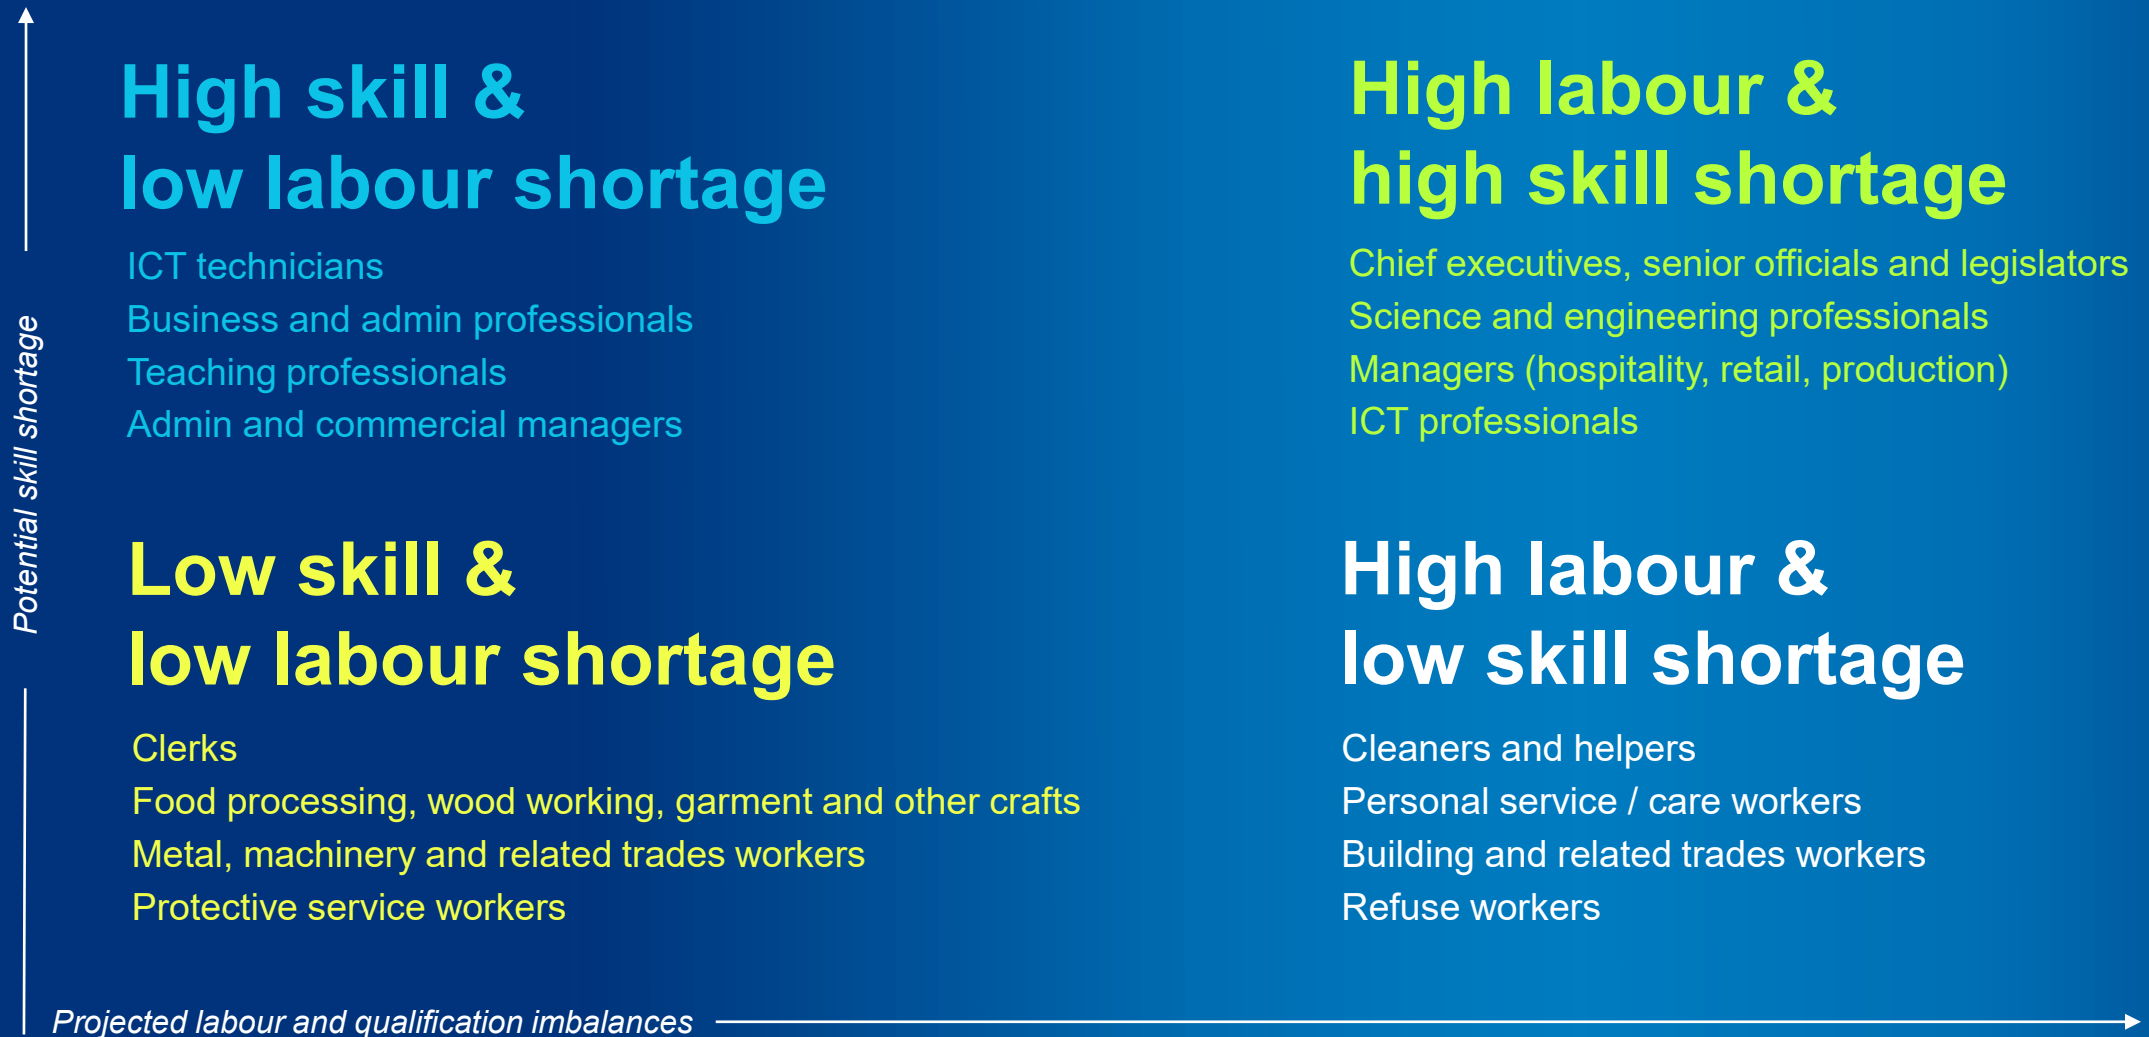 High skill &
low labour shortage
ICT technicians
Business and admin professionals
Teaching professionals
Admin and commercial managers
High labour &
high skill shortage
Chief executives, senior officials and legislators
Science and engineering professionals
Managers (hospitality, retail, production)
ICT professionals
Potential skill shortage
Low skill &
low labour shortage
Clerks
Food processing, wood working, garment and other crafts
Metal, machinery and related trades workers
Protective service workers
High labour &
low skill shortage
Cleaners and helpers
Personal service / care workers
Building and related trades workers
Refuse workers
Projected labour and qualification imbalances